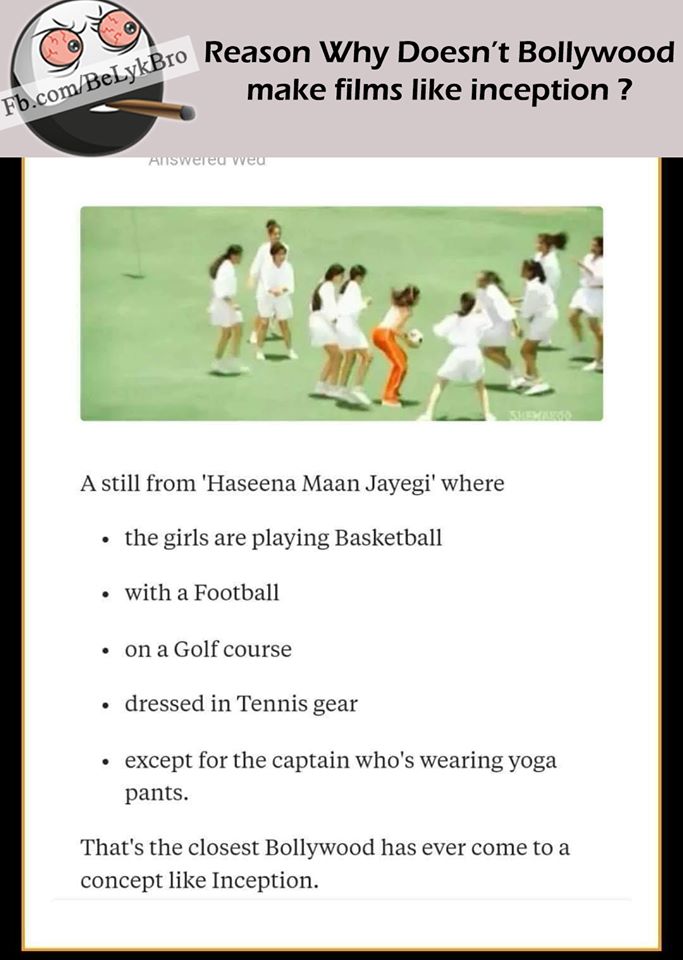 Reason Why Doesn't Bollywood
make films like inception ?
Fb.com/BeLykBro
Answered Wed
SHEMAROO
A still from 'Haseena Maan Jayegi' where
• the girls are playing Basketball
• with a Football
• on a Golf course
• dressed in Tennis gear
• except for the captain who's wearing yoga
pants.
That's the closest Bollywood has ever come to a
concept like Inception.